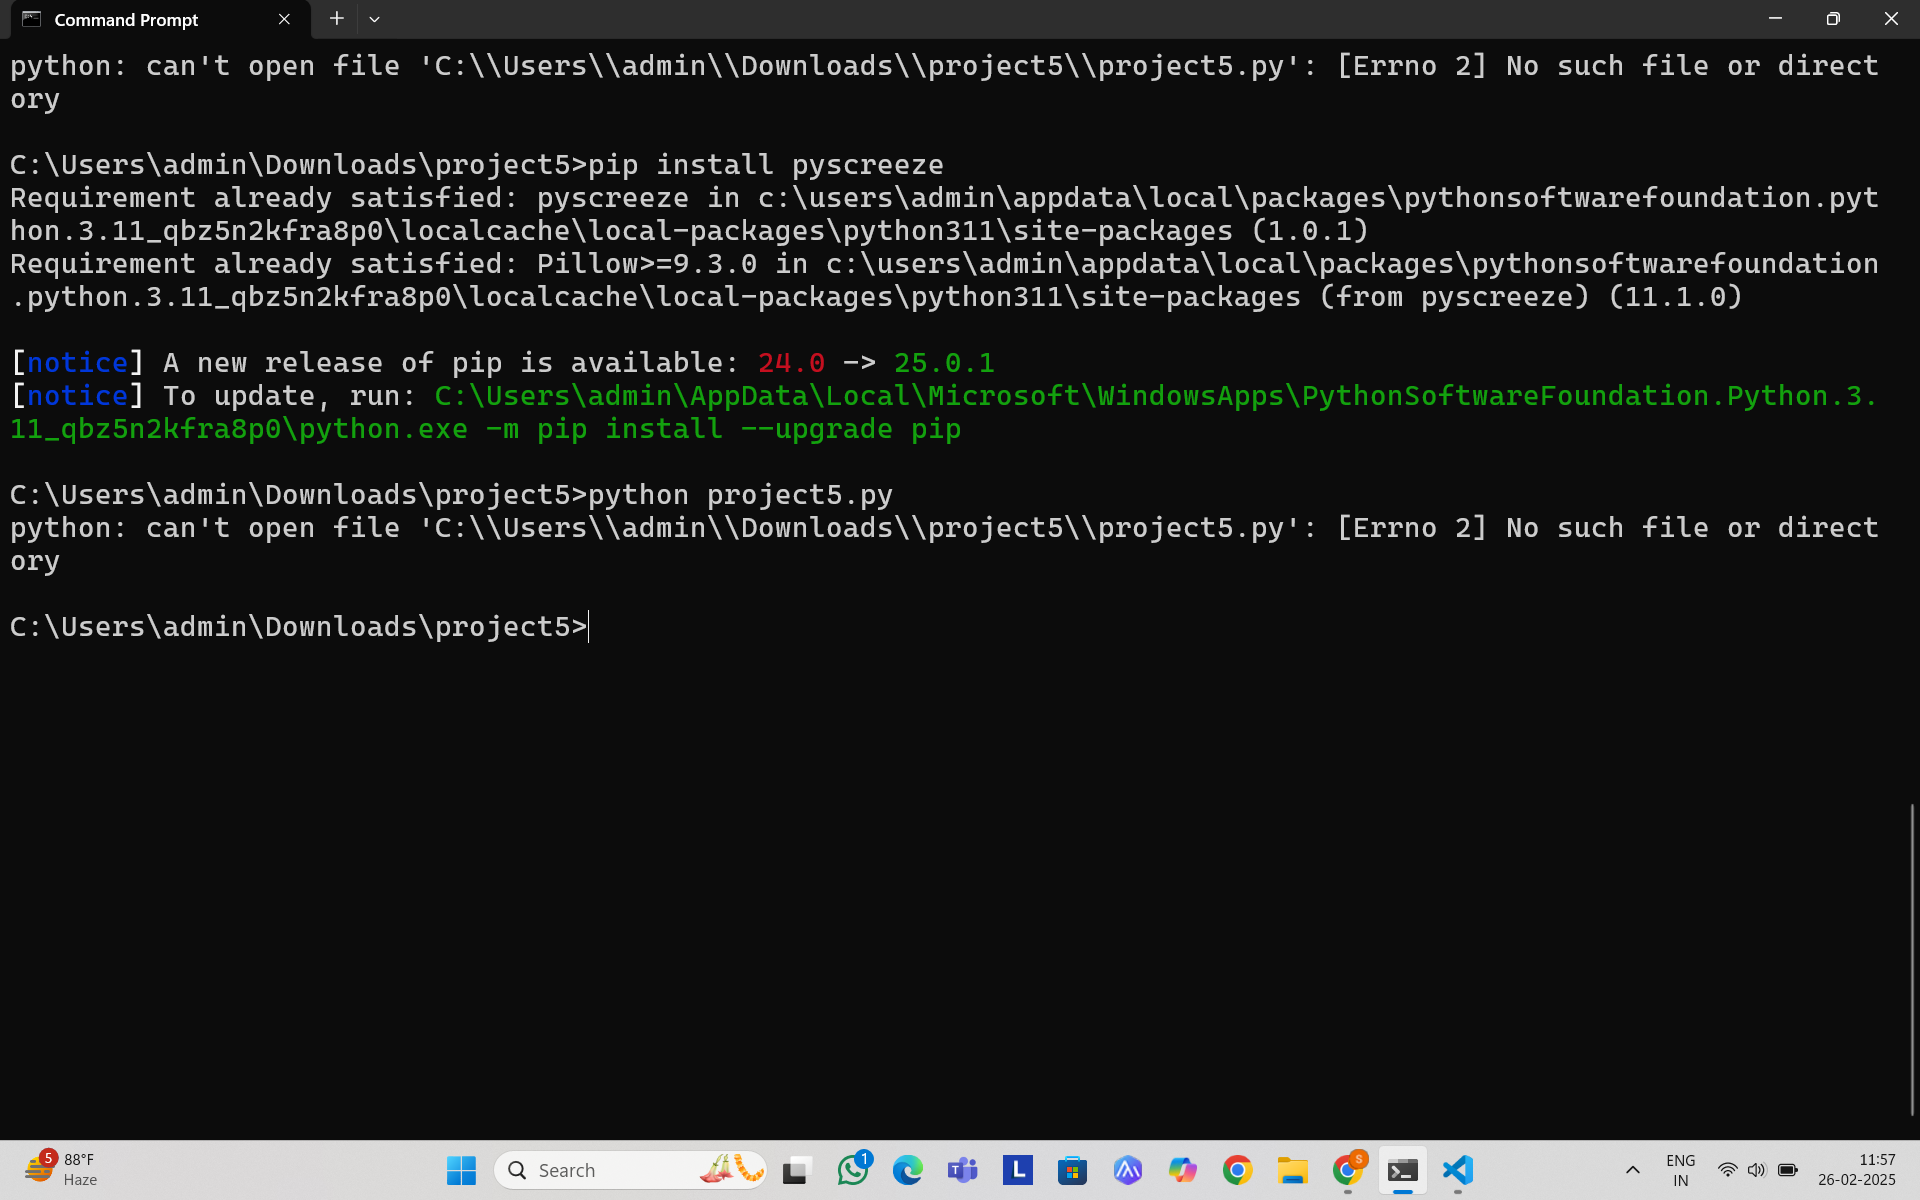 Command Prompt
python: can't open file 'C:\\Users\\admin\\Downloads\\project5\\project5.py': [Errno 2] No such file or direct
ory
C:\Users\admin\Downloads\project5>pip install pyscreeze
Requirement already satisfied: pyscreeze in c:\users\admin\appdata\local\packages\pythonsoftwarefoundation.pyt
hon.3.11_qbz5n2kfra8p0\localcache\local-packages\python311\site-packages (1.0.1)
Requirement already satisfied: Pillow>=9.3.0 in c:\users\admin\appdata\local\packages\pythonsoftwarefoundation
.python.3.11_qbz5n2kfra8p0\localcache\local-packages\python311\site-packages (from pyscreeze) (11.1.0)
[notice] A new release of pip is available: 24.0 -> 25.0.1
[notice] To update, run: C:\Users\admin\AppData\Local\Microsoft\WindowsApps\PythonSoftwareFoundation.Python.3.
11_qbz5n2kfra8p0\python.exe -m pip install --upgrade pip
C:\Users\admin\Downloads\project5>python project5.py
python: can't open file 'C:\\Users\\admin\\Downloads\\project5\\project5.py': [Errno 2] No such file or direct
ory
C:\Users\admin\Downloads\project5>
5
88°F
Haze
Search
1
T
L
S
ENG
IN
11:57
26-02-2025